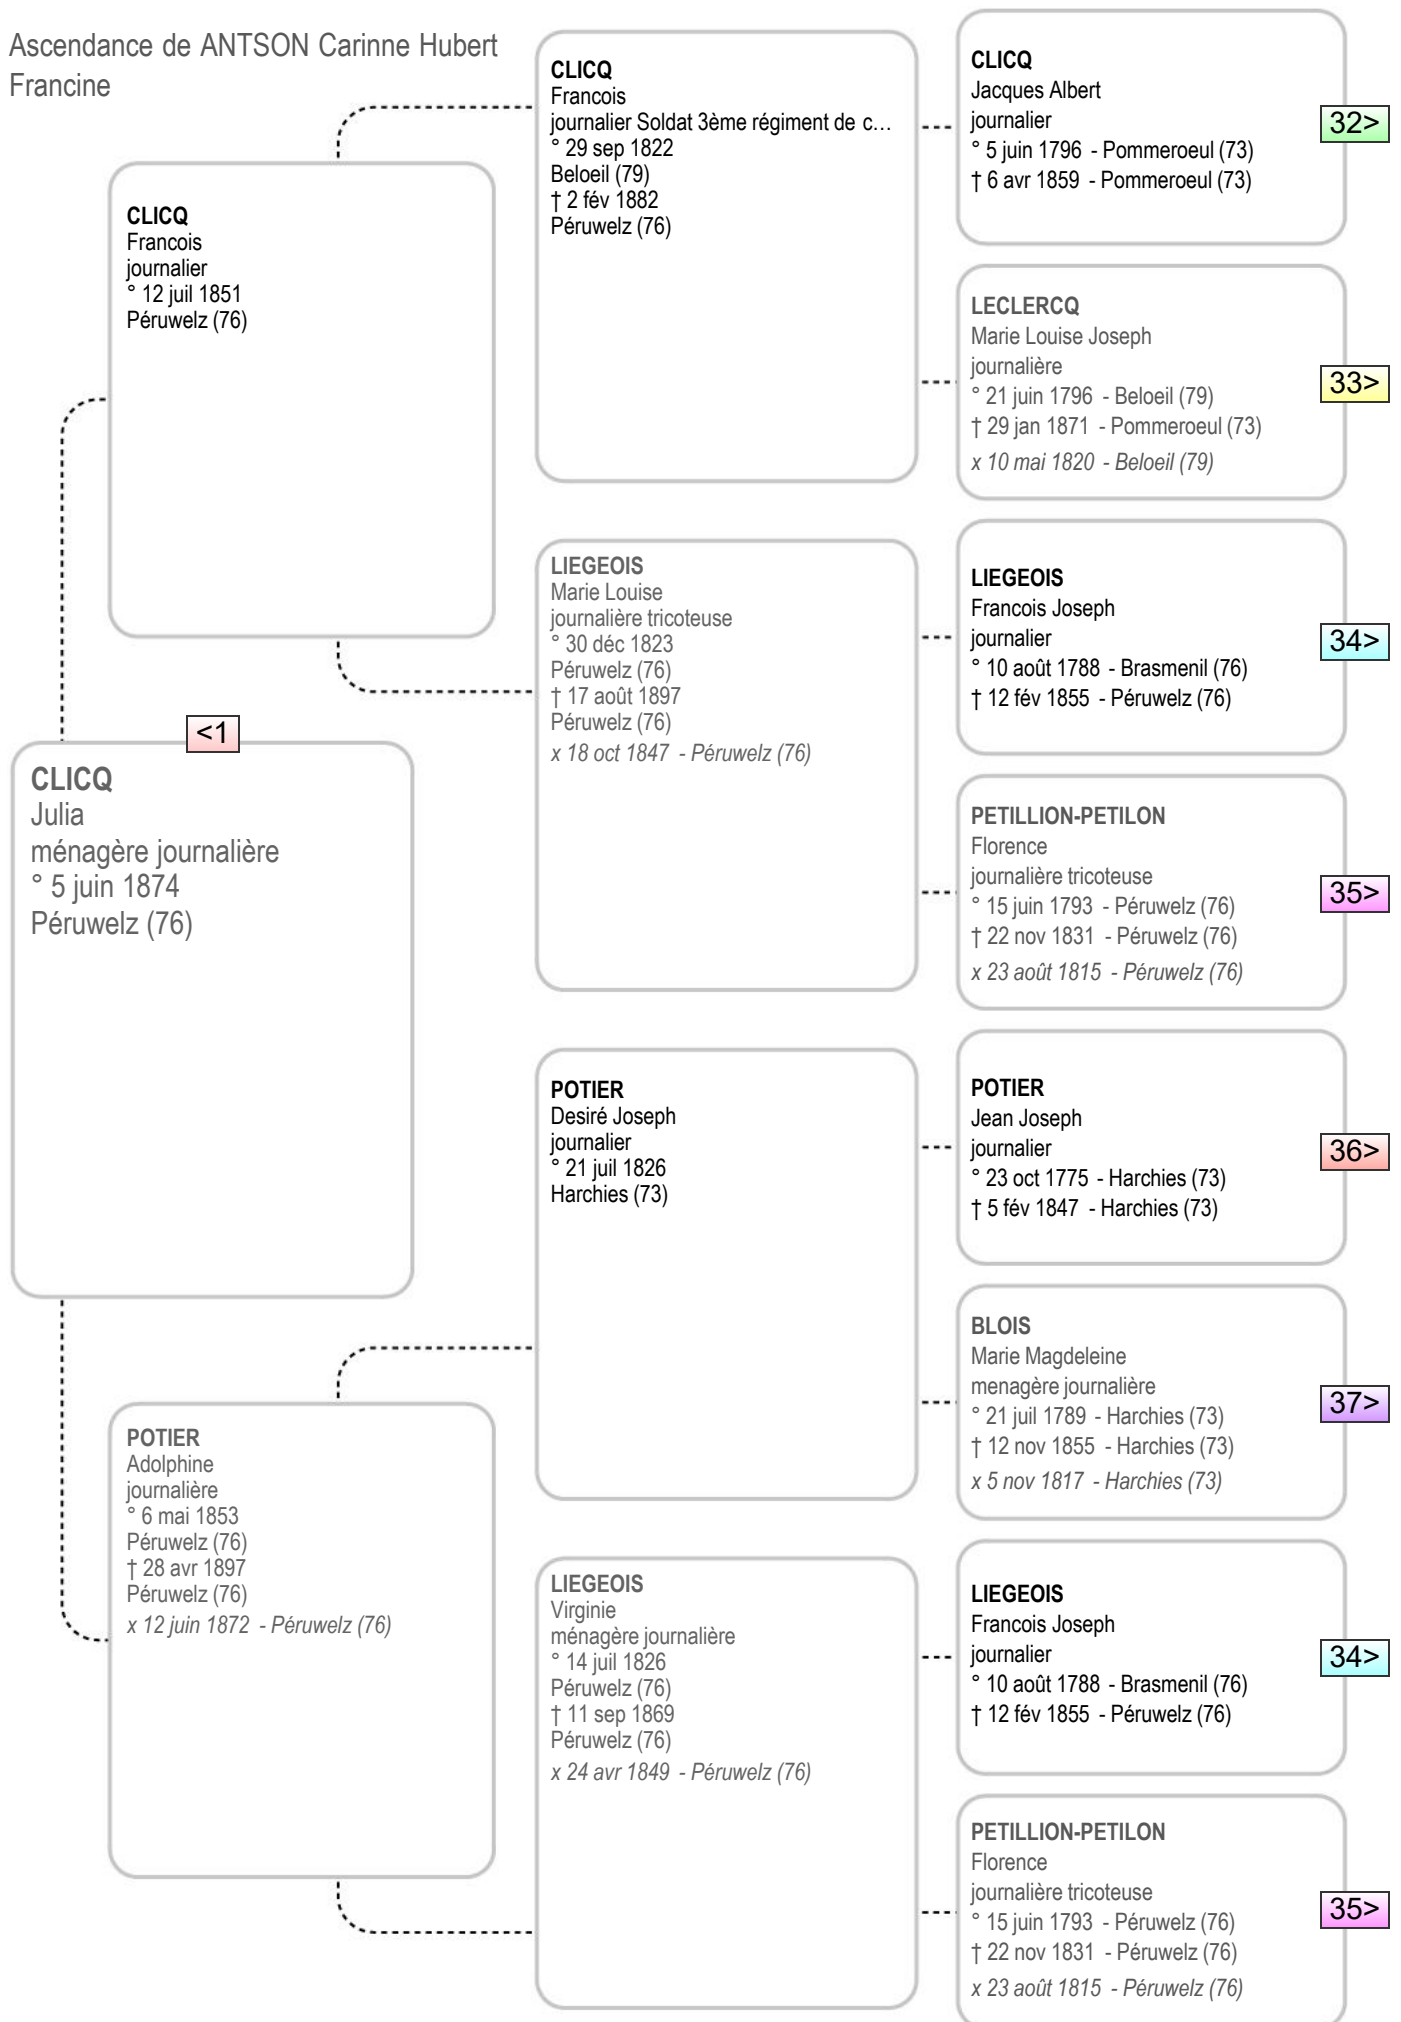 Ascendance de ANTSON Carinne Hubert
Francine
<1
CLICQ
Julia
ménagère journalière
° 5 juin 1874
Péruwelz (76)
CLICQ
Francois
journalier
° 12 juil 1851
Péruwelz (76)
POTIER
Adolphine
journalière
° 6 mai 1853
Péruwelz (76)
† 28 avr 1897
Péruwelz (76)
x 12 juin 1872 - Péruwelz (76)
CLICQ
Francois
journalier Soldat 3ème régiment de c…
° 29 sep 1822
Beloeil (79)
† 2 fév 1882
Péruwelz (76)
LIEGEOIS
Marie Louise
journalière tricoteuse
° 30 déc 1823
Péruwelz (76)
† 17 août 1897
Péruwelz (76)
x 18 oct 1847 - Péruwelz (76)
POTIER
Desiré Joseph
journalier
° 21 juil 1826
Harchies (73)
LIEGEOIS
Virginie
ménagère journalière
° 14 juil 1826
Péruwelz (76)
† 11 sep 1869
Péruwelz (76)
x 24 avr 1849 - Péruwelz (76)
CLICQ
Jacques Albert
journalier
° 5 juin 1796 - Pommeroeul (73)
† 6 avr 1859 - Pommeroeul (73)
32>
LECLERCQ
Marie Louise Joseph
journalière
° 21 juin 1796 - Beloeil (79)
† 29 jan 1871 - Pommeroeul (73)
x 10 mai 1820 - Beloeil (79)
33>
LIEGEOIS
Francois Joseph
journalier
° 10 août 1788 - Brasmenil (76)
† 12 fév 1855 - Péruwelz (76)
34>
PETILLION-PETILON
Florence
journalière tricoteuse
° 15 juin 1793 - Péruwelz (76)
† 22 nov 1831 - Péruwelz (76)
x 23 août 1815 - Péruwelz (76)
35>
POTIER
Jean Joseph
journalier
° 23 oct 1775 - Harchies (73)
† 5 fév 1847 - Harchies (73)
36>
BLOIS
Marie Magdeleine
menagère journalière
° 21 juil 1789 - Harchies (73)
† 12 nov 1855 - Harchies (73)
x 5 nov 1817 - Harchies (73)
37>
LIEGEOIS
Francois Joseph
journalier
° 10 août 1788 - Brasmenil (76)
† 12 fév 1855 - Péruwelz (76)
34>
PETILLION-PETILON
Florence
journalière tricoteuse
° 15 juin 1793 - Péruwelz (76)
† 22 nov 1831 - Péruwelz (76)
x 23 août 1815 - Péruwelz (76)
35>